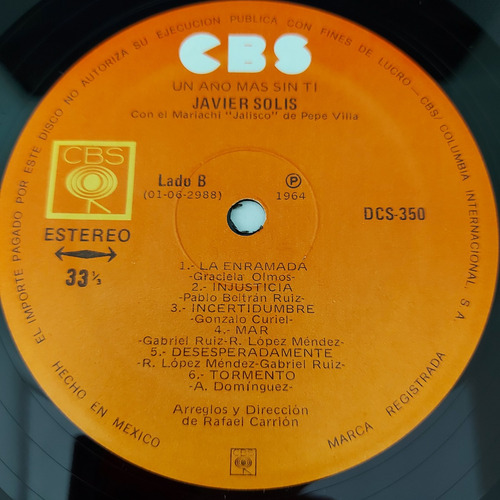 EL IMPORTE PAGADO POR ESTE DISCO NO AUTORIZA SU EJECUCION PUBLICA CON FINES DE LUCRO-CBS/COLUMBIA INTERNACIONAL, S.A.
CBS
UN AÑO MAS SIN TI
JAVIER SOLIS
Con el Mariachi "Jalisco" de Pepe Villa
CBS
ESTEREO
33 ⅓
Lado B
(01-06-2988)
Ⓟ
1964
DCS-350
1.- LA ENRAMADA
-Graciela Olmos-
2.- INJUSTICIA
-Pablo Beltrán Ruiz-
3.- INCERTIDUMBRE
-Gonzálo Curiel-
4.- MAR
-Gabriel Ruiz-R. López Méndez-
5.- DESESPERADAMENTE
-R. López Méndez-Gabriel Ruiz-
6.- TORMENTO
-A. Domínguez-
Arreglos y Dirección
de Rafael Carrión
HECHO EN MEXICO
MARCA REGISTRADA